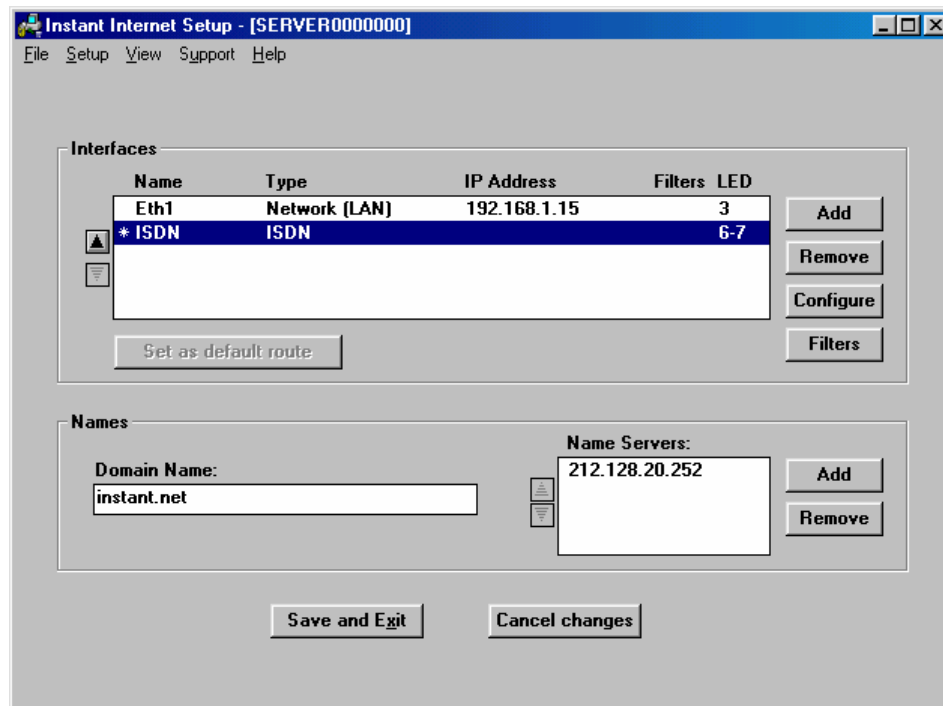 Instant Internet Setup - [SERVER0000000]
File Setup View Support Help
Interfaces
Name Type IP Address Filters LED
Eth1 Network (LAN) 192.168.1.15 3
* ISDN ISDN 6-7
Add
Remove
Configure
Filters
Set as default route
Names
Name Servers:
Domain Name:
212.128.20.252
instant.net
Add
Remove
Save and Exit
Cancel changes